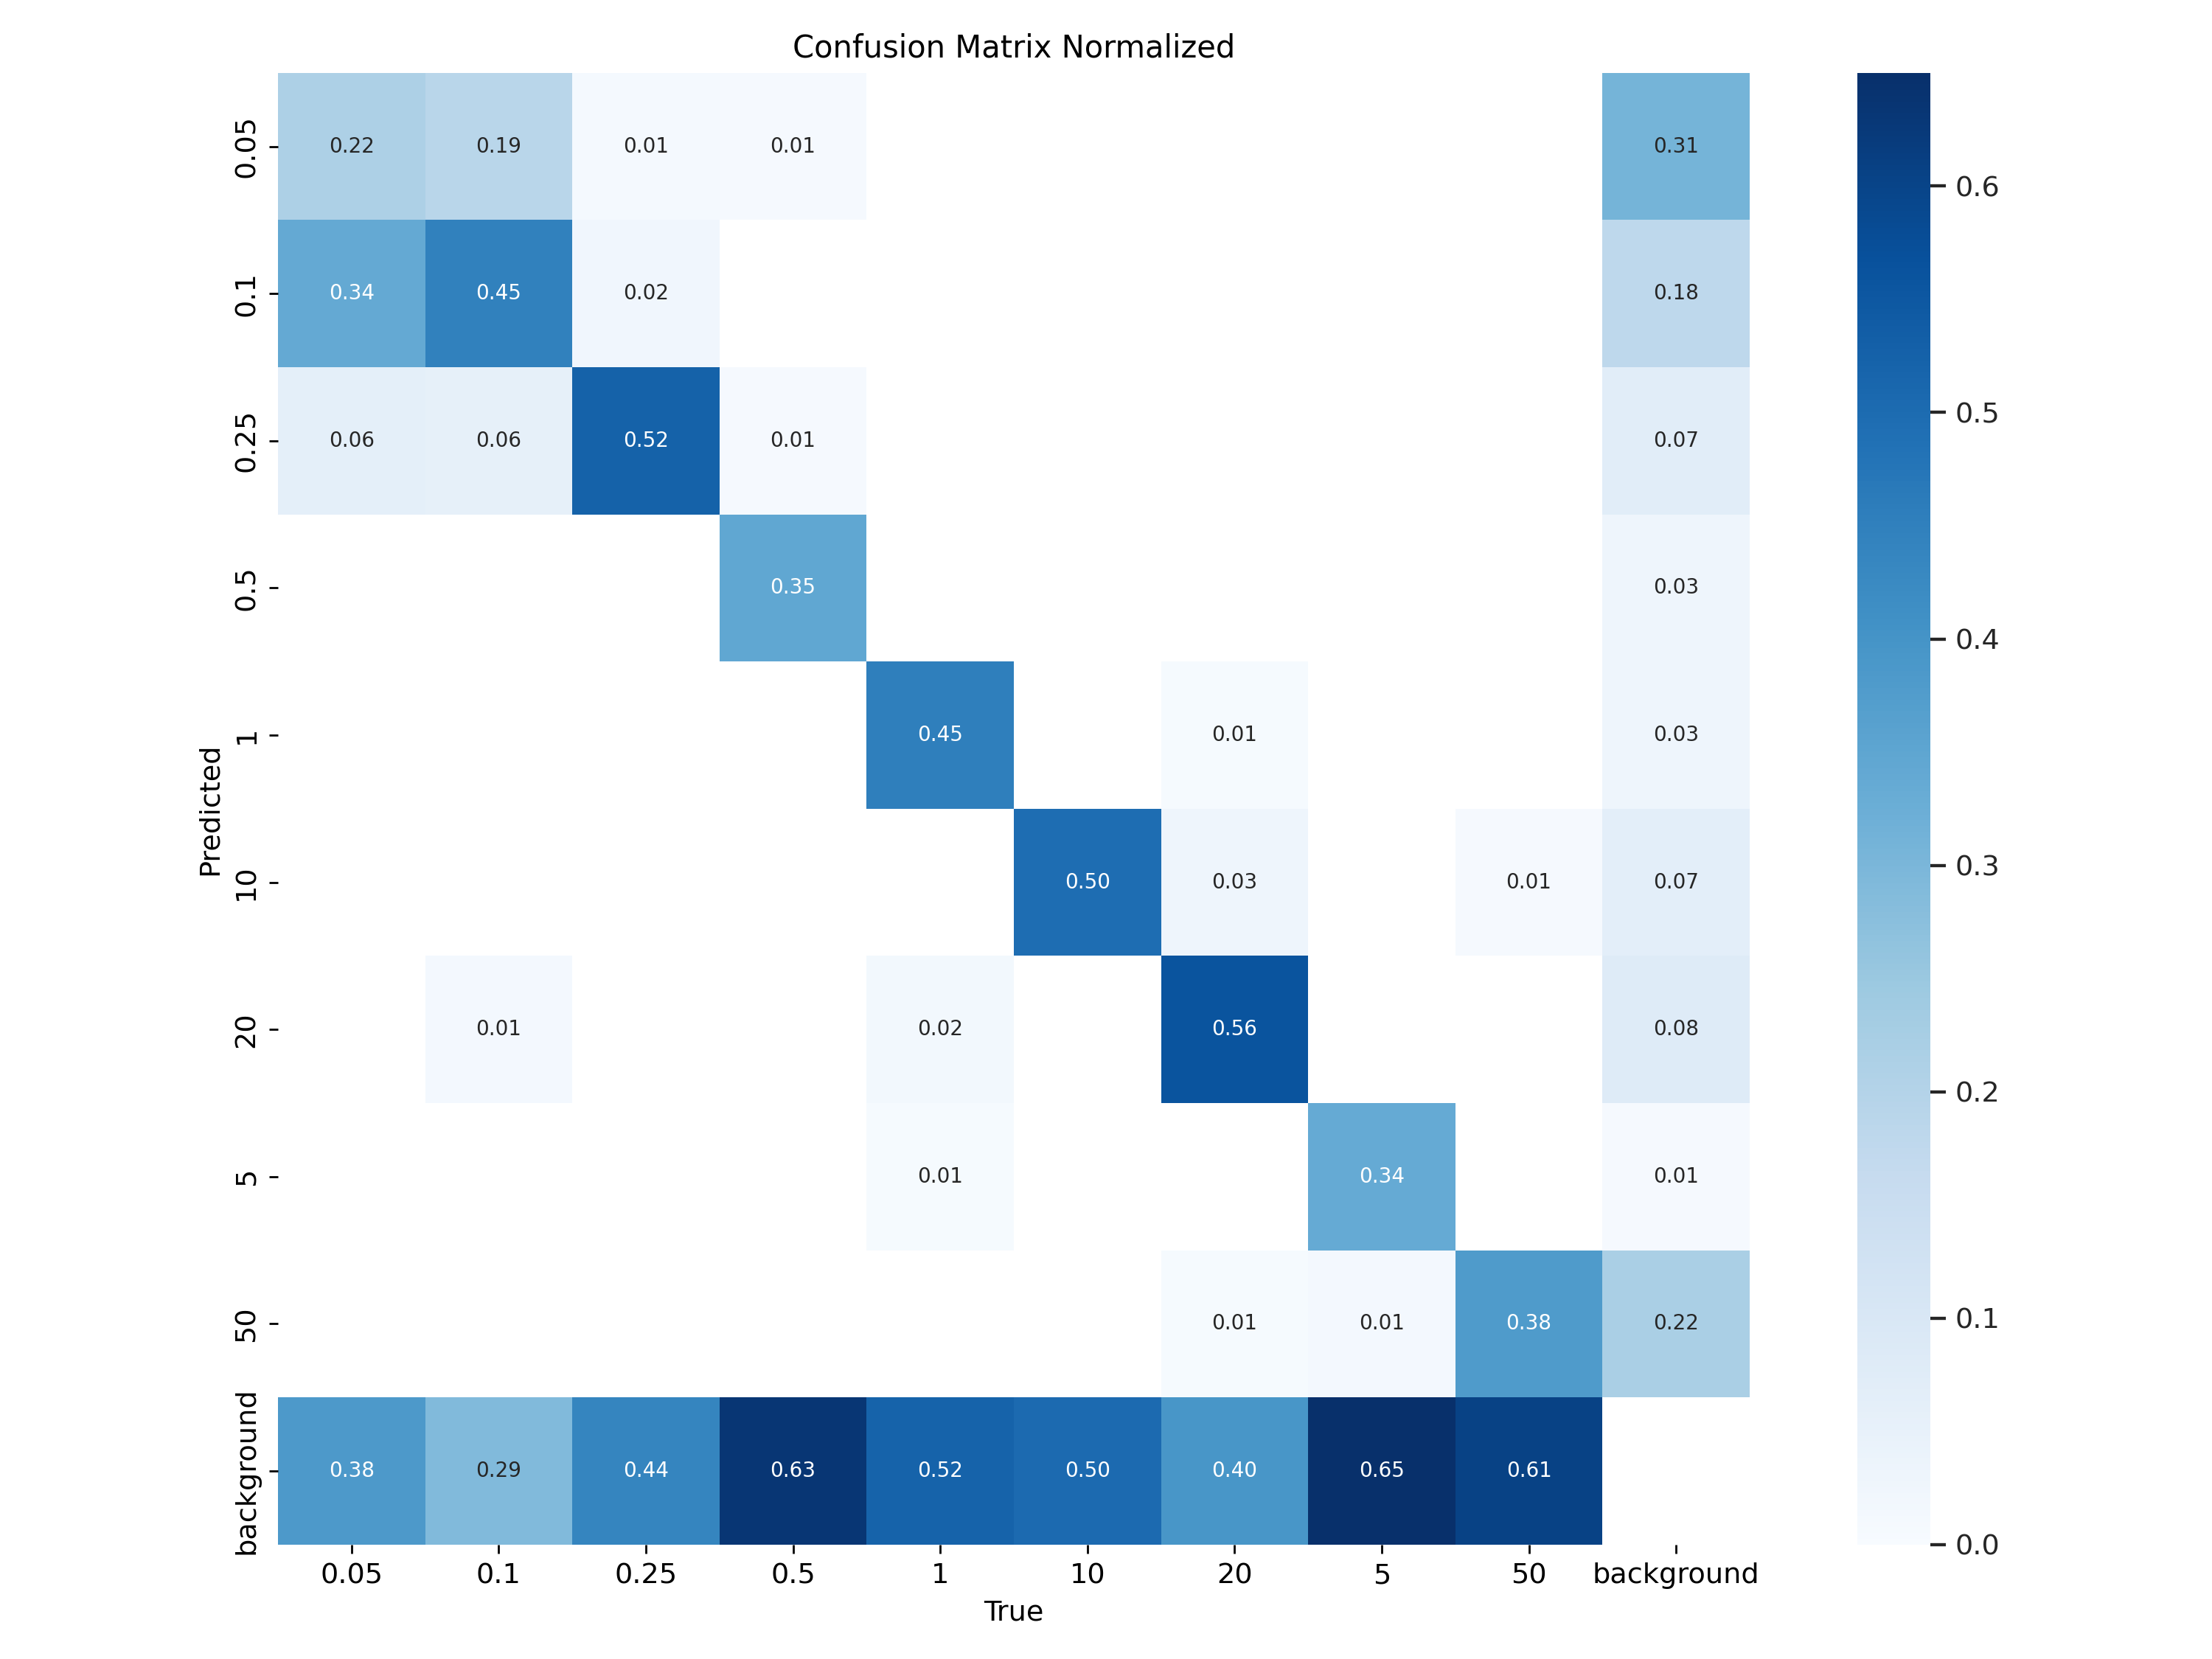 Confusion Matrix Normalized
0.05 0.22 0.19 0.01 0.01 0.31
0.1 0.34 0.45 0.02 0.18
0.25 0.06 0.06 0.52 0.01 0.07
0.5 0.35 0.03
1 0.45 0.01 0.03
10 0.50 0.03 0.01 0.07
20 0.01 0.02 0.56 0.08
5 0.01 0.34 0.01
50 0.01 0.01 0.38 0.22
background 0.38 0.29 0.44 0.63 0.52 0.50 0.40 0.65 0.61
0.05 0.1 0.25 0.5 1 10 20 5 50 background
True
Predicted
0.6
0.5
0.4
0.3
0.2
0.1
0.0